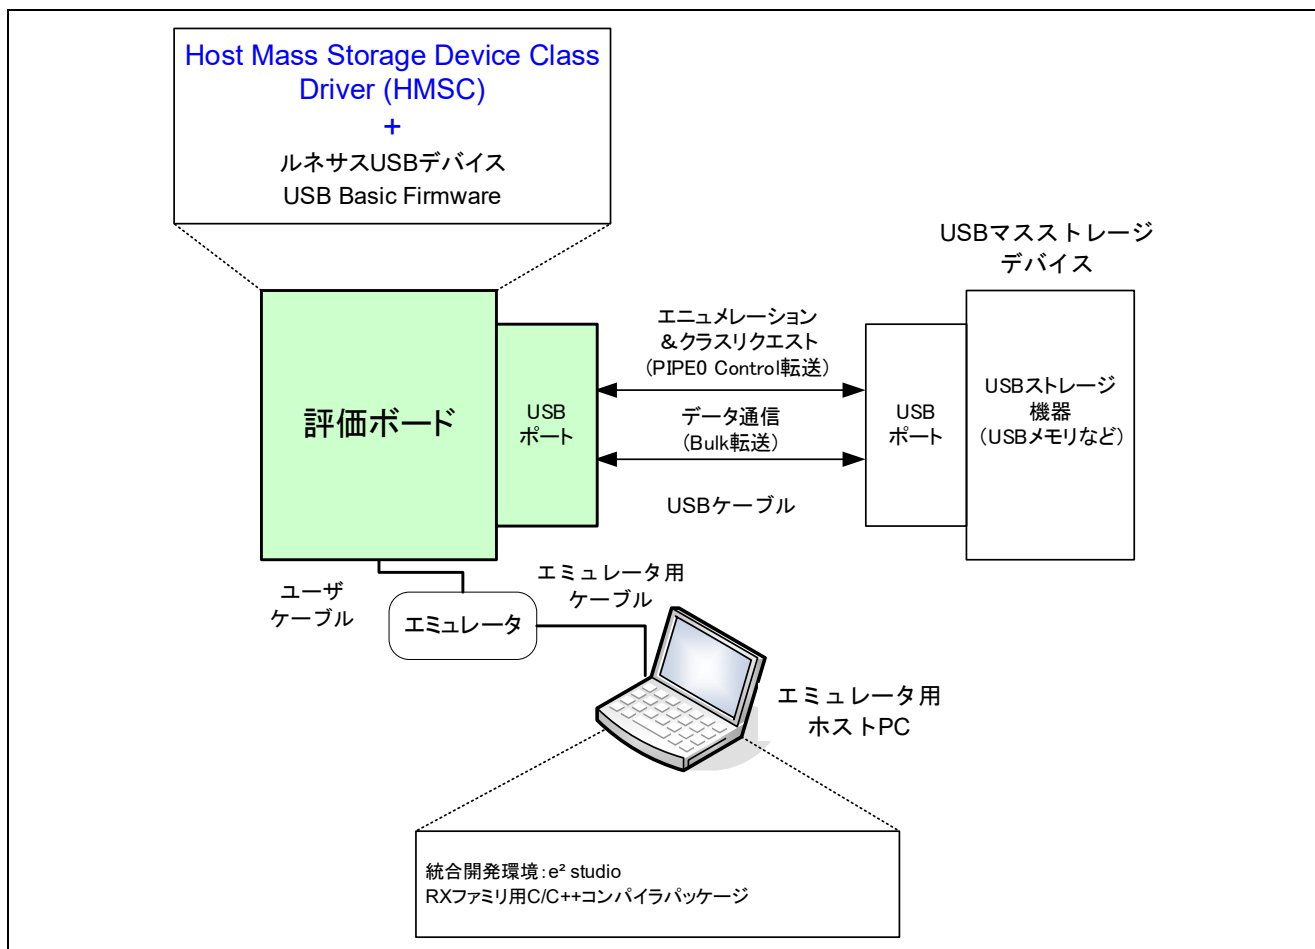 Host Mass Storage Device Class
Driver (HMSC)
+
ルネサスUSBデバイス
USB Basic Firmware
USBマスストレージ
デバイス
エニュメレーション
&クラスリクエスト
(PIPE0 Control転送)
データ通信
(Bulk転送)
USBケーブル
評価ボード
USB
ポート
USB
ポート
USBストレージ
機器
(USBメモリなど)
ユーザ
ケーブル
エミュレータ
エミュレータ用
ケーブル
エミュレータ用
ホストPC
統合開発環境:e² studio
RXファミリ用C/C++コンパイラパッケージ